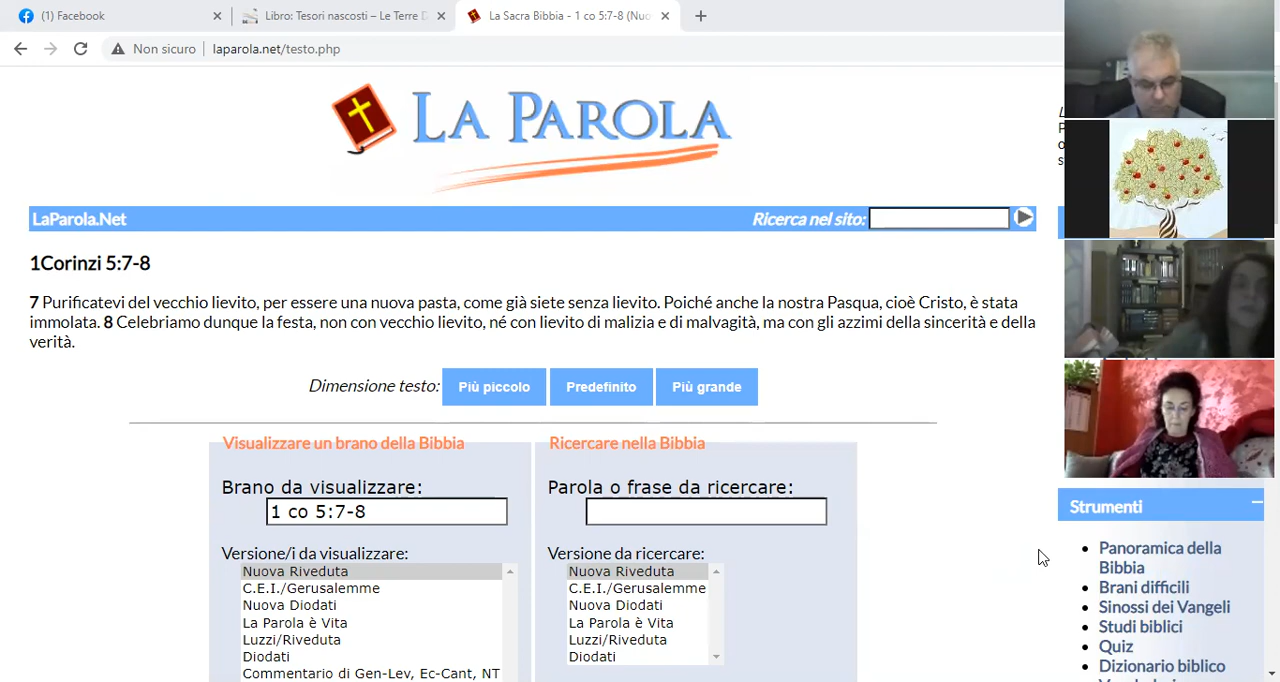 (1) Facebook
Libro: Tesori nascosti – Le Terre D
La Sacra Bibbia - 1 co 5:7-8 (Nuo
Non sicuro
laparola.net/testo.php
LA PAROLA
LaParola.Net
Ricerca nel sito:
1Corinzi 5:7-8
7 Purificatevi del vecchio lievito, per essere una nuova pasta, come già siete senza lievito. Poiché anche la nostra Pasqua, cioè Cristo, è stata
immolata. 8 Celebriamo dunque la festa, non con vecchio lievito, né con lievito di malizia e di malvagità, ma con gli azzimi della sincerità e della
verità.
Dimensione testo: Più piccolo Predefinito Più grande
Visualizzare un brano della Bibbia
Brano da visualizzare:
1 co 5:7-8
Versione/i da visualizzare:
Nuova Riveduta
C.E.I./Gerusalemme
Nuova Diodati
La Parola è Vita
Luzzi/Riveduta
Diodati
Commentario di Gen-Lev, Ec-Cant, NT
Ricercare nella Bibbia
Parola o frase da ricercare:
Versione da ricercare:
Nuova Riveduta
C.E.I./Gerusalemme
Nuova Diodati
La Parola è Vita
Luzzi/Riveduta
Diodati
Strumenti
Panoramica della
Bibbia
Brani difficili
Sinossi dei Vangeli
Studi biblici
Quiz
Dizionario biblico